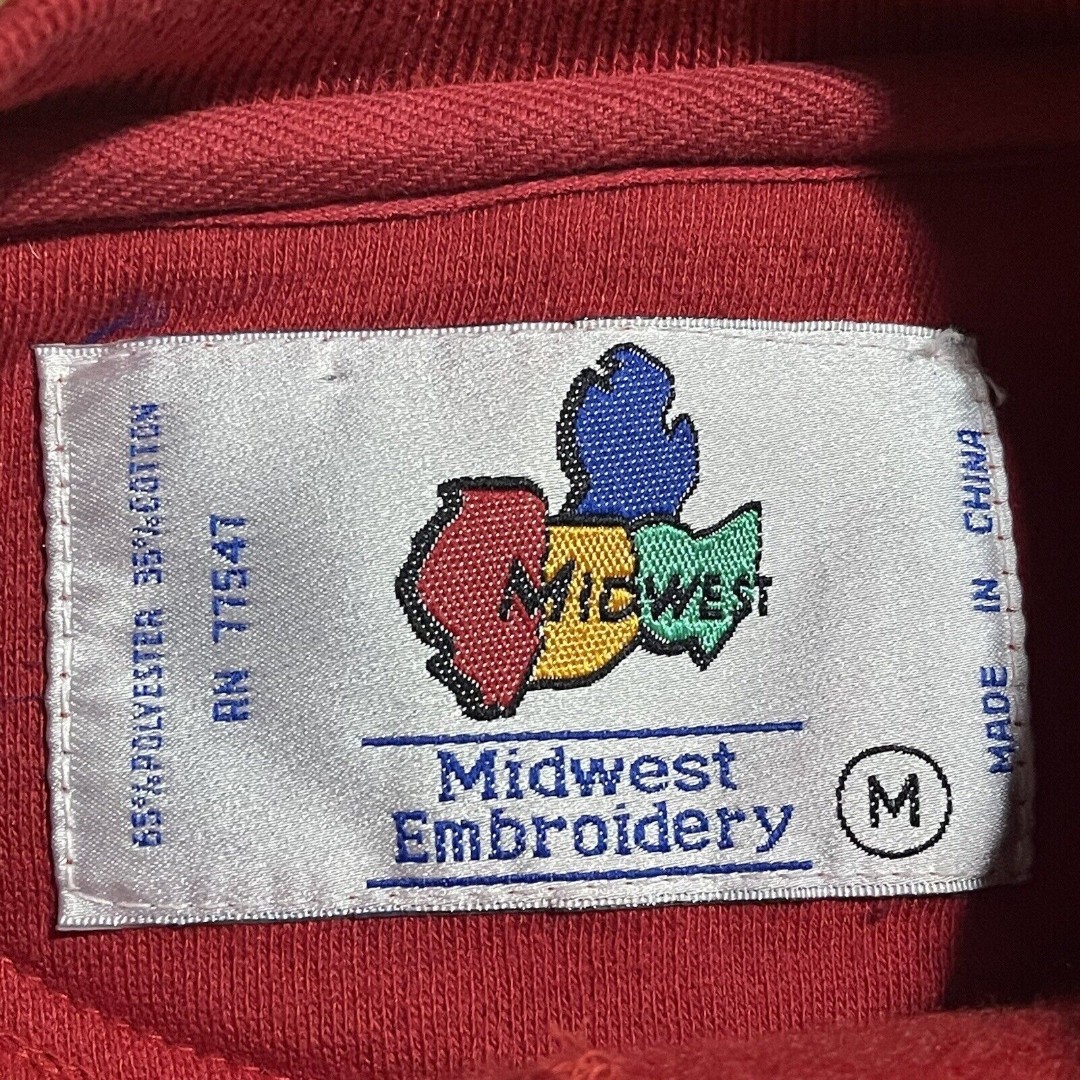 65%POLYESTER 35%COTTON
RN 77547
MIDWEST
Midwest
Embroidery
M
MADE IN CHINA